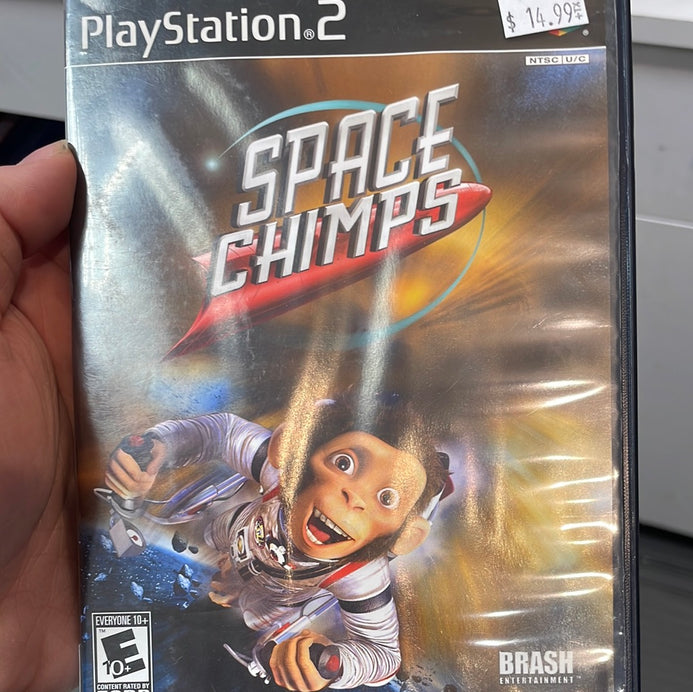 PlayStation®2
$ 14.99
NTSC U/C
SPACE
CHIMPS
EVERYONE 10+
E
10+
CONTENT RATED BY
BRASH
ENTERTAINMENT